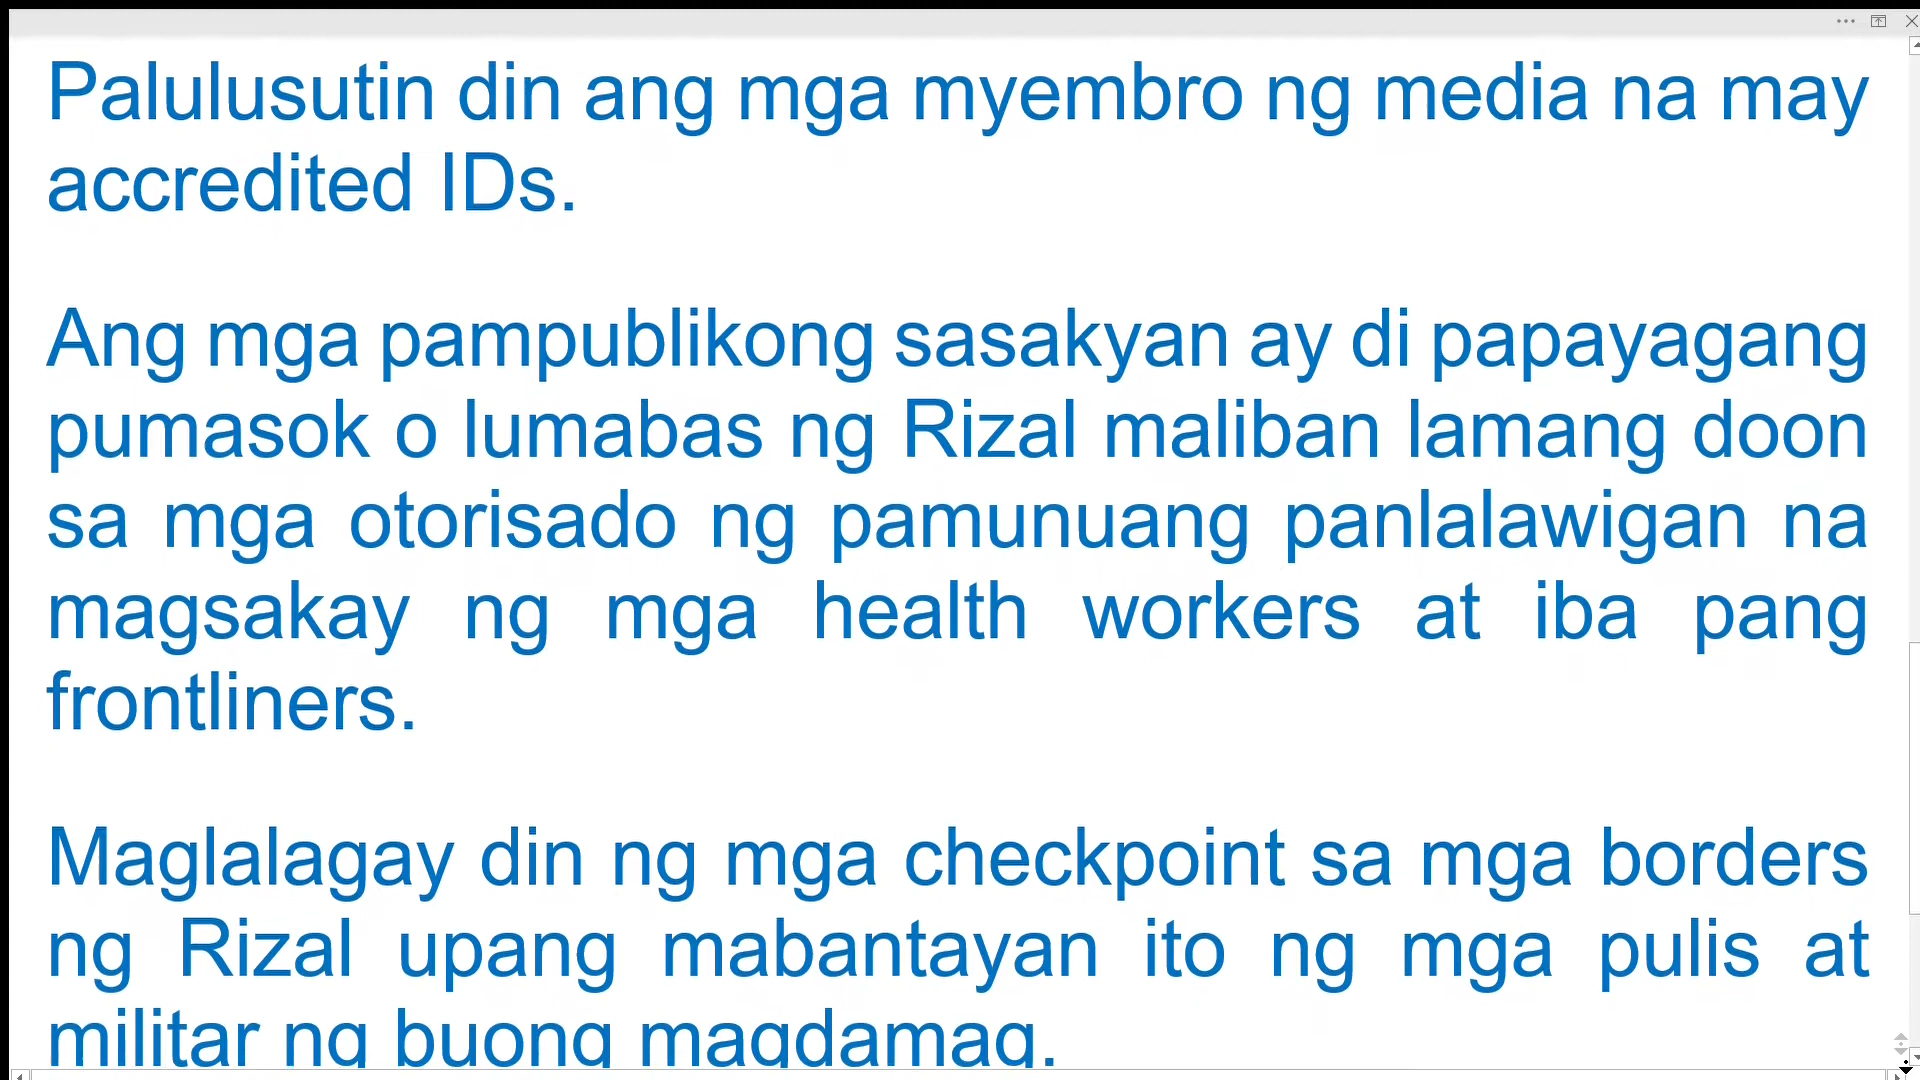 Palulusutin din ang mga myembro ng media na may
accredited IDs.
Ang mga pampublikong sasakyan ay di papayagang
pumasok o lumabas ng Rizal maliban lamang doon
sa mga otorisado ng pamunuang panlalawigan na
magsakay ng mga health workers at iba pang
frontliners.
Maglalagay din ng mga checkpoint sa mga borders
ng Rizal upang mabantayan ito ng mga pulis at
militar ng buong magdamag.